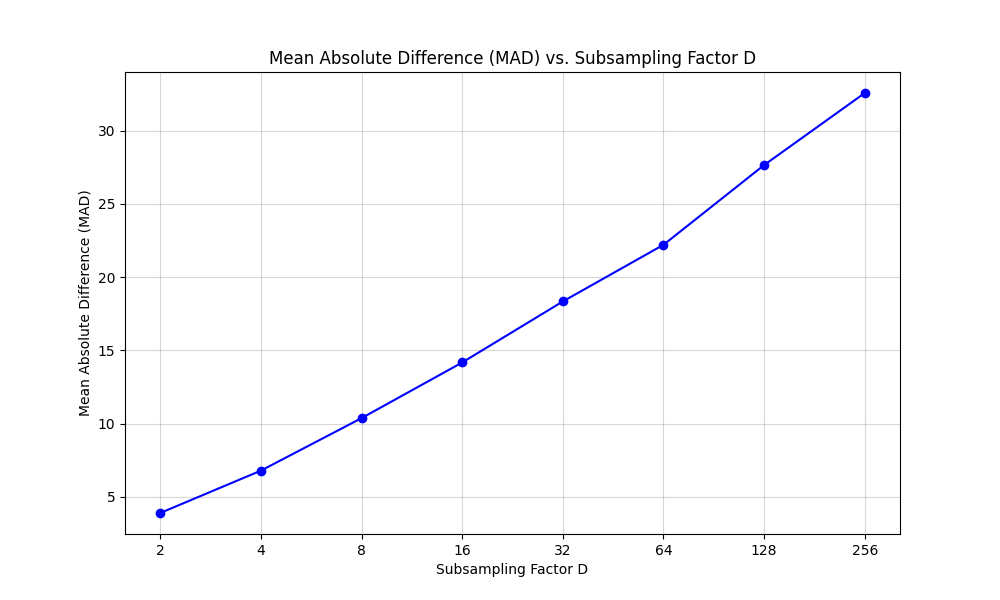 Mean Absolute Difference (MAD) vs. Subsampling Factor D
Mean Absolute Difference (MAD)
30
25
20
15
10
5
2 4 8 16 32 64 128 256
Subsampling Factor D